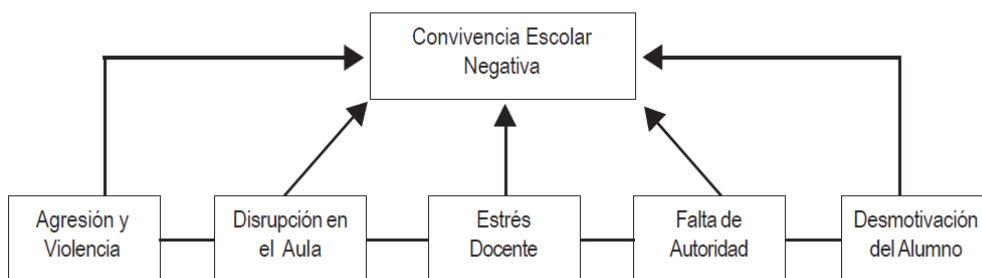 Convivencia Escolar
Negativa
Agresión y
Violencia
Disrupción en
el Aula
Estrés
Docente
Falta de
Autoridad
Desmotivación
del Alumno